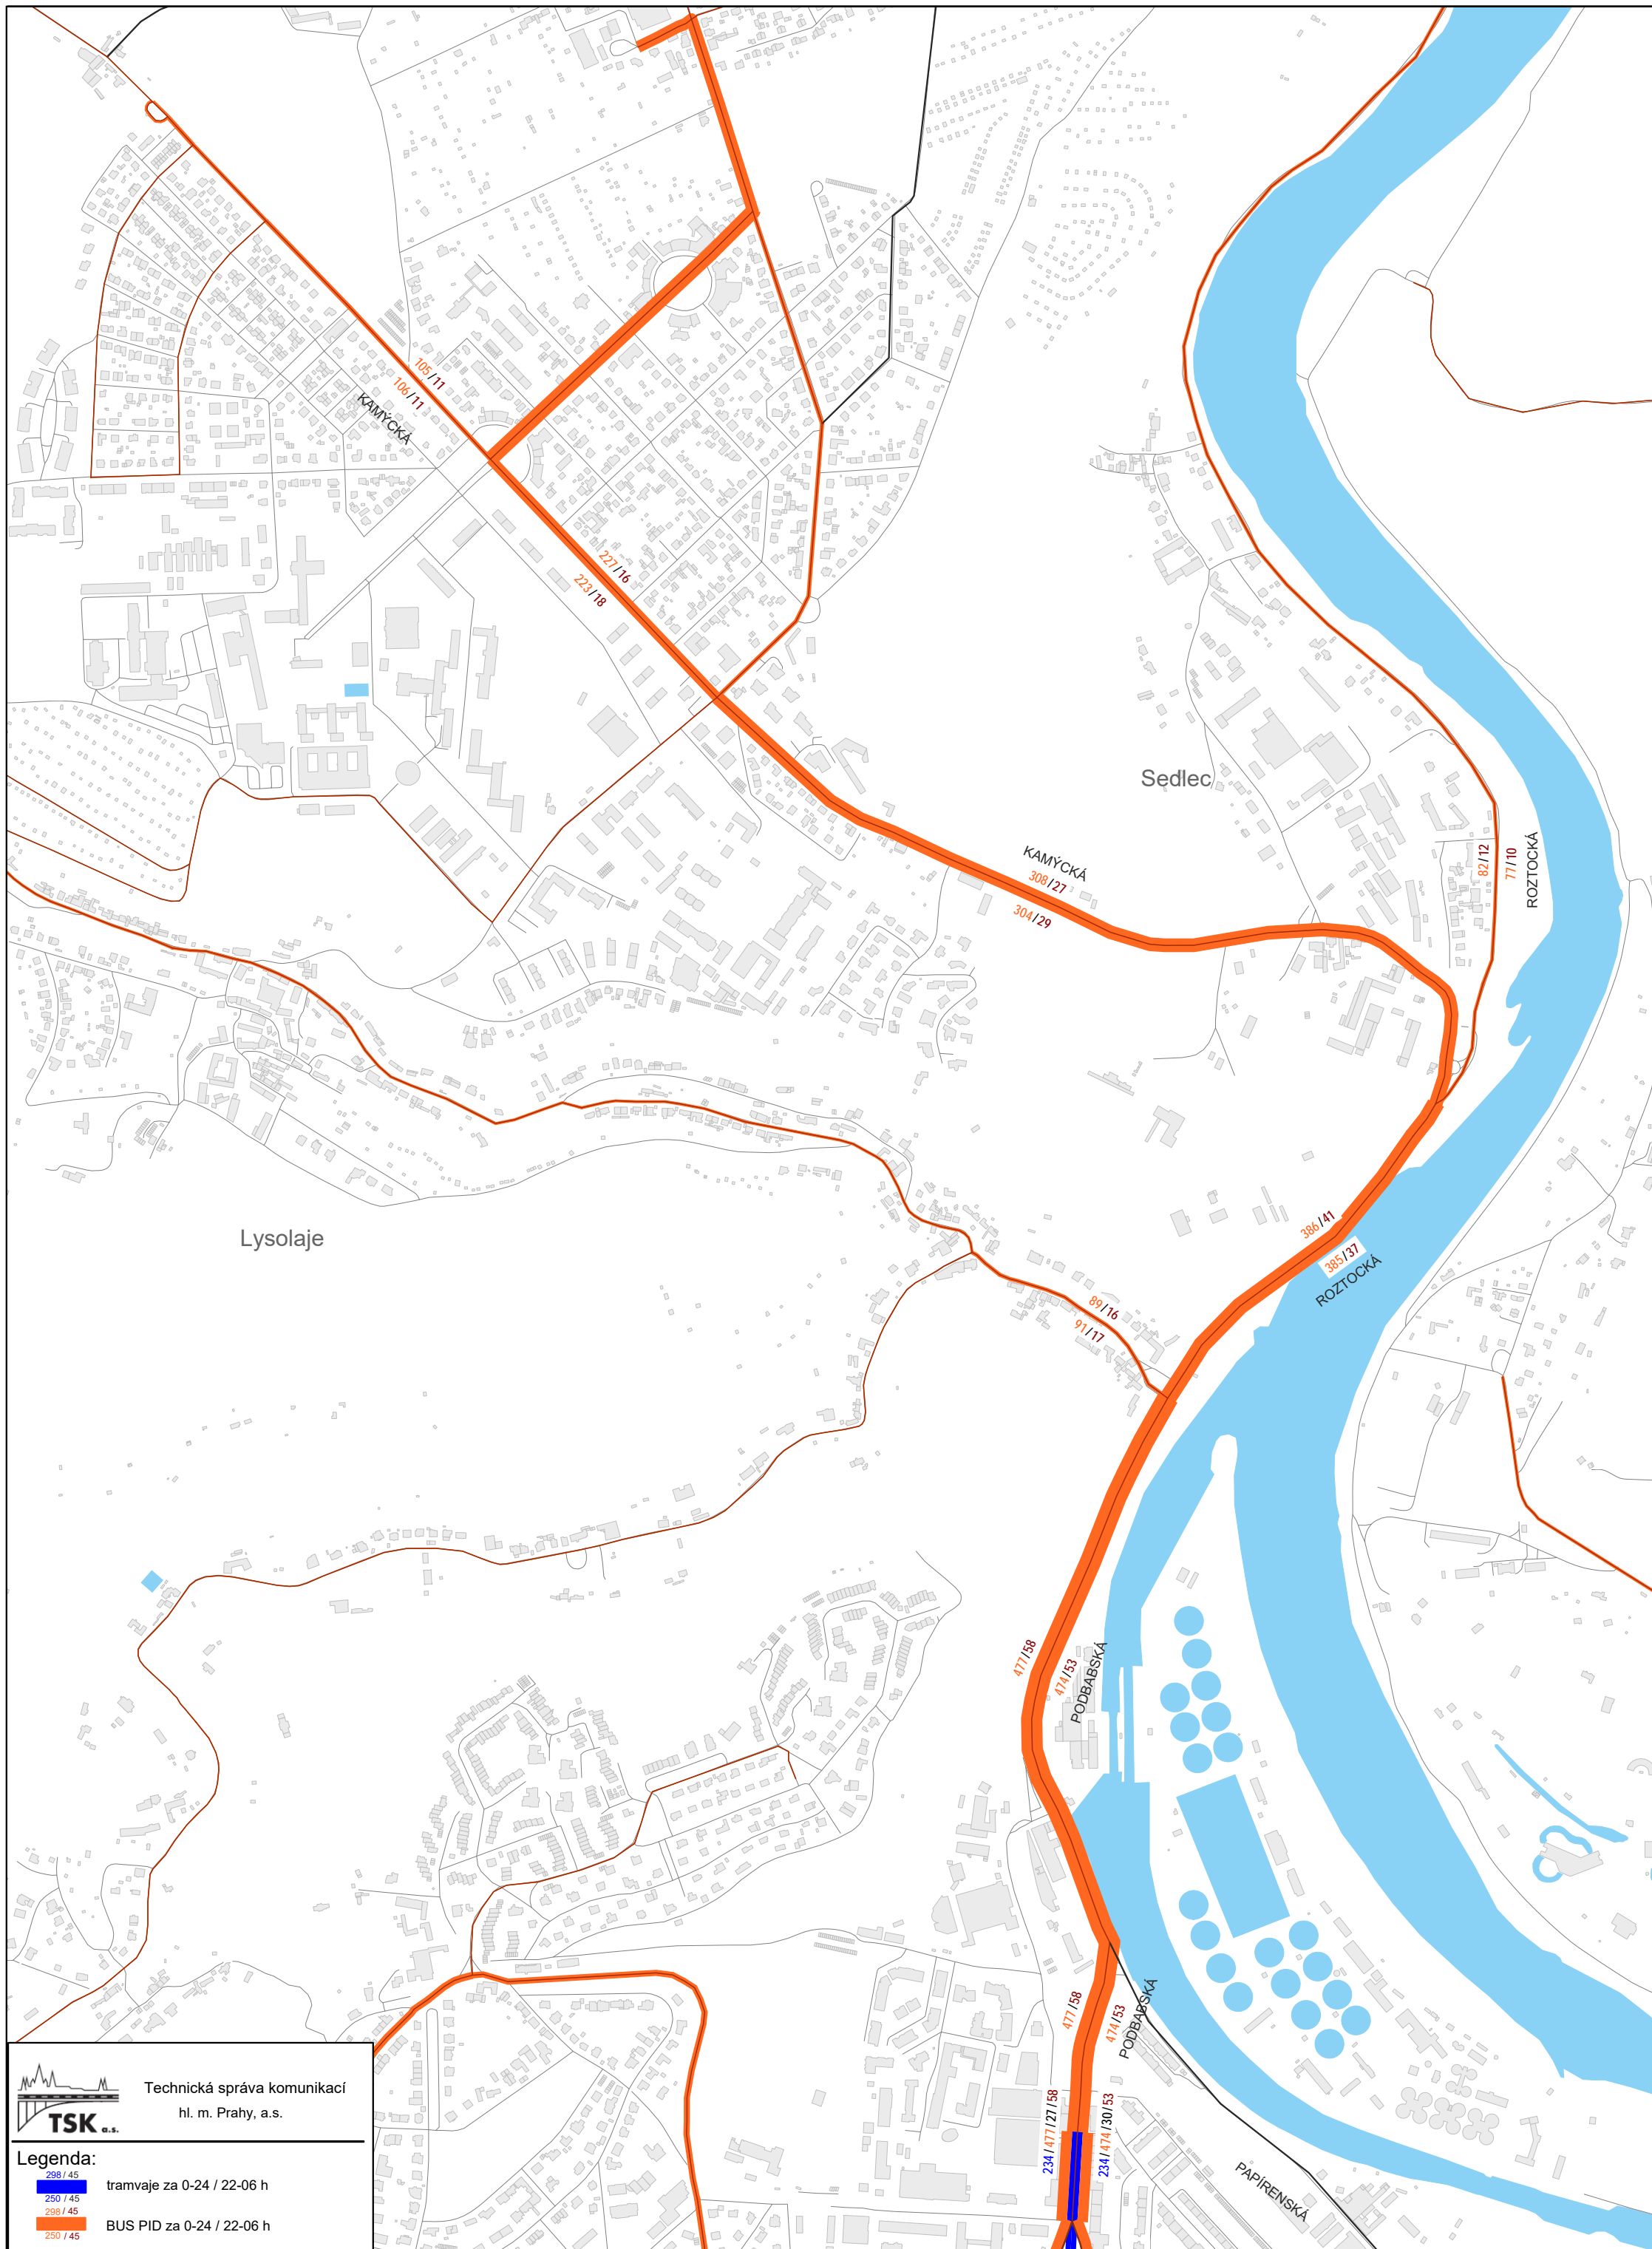 105/11
106/11
KAMÝCKÁ
227/16
223/18
Sedlec
KAMÝCKÁ
308/27
304/29
82/12
77/10
ROZTOCKÁ
Lysolaje
386/41
385/37
ROZTOCKÁ
89/16
91/17
477/58
474/53
PODBABSKÁ
477/58
474/53
PODBABSKÁ
234/477/27/58
234/474/30/53
PAPÍRENSKÁ
Technická správa komunikací
hl. m. Prahy, a.s.
TSK a.s.
Legenda:
298 / 45
tramvaje za 0-24 / 22-06 h
250 / 45
298 / 45
BUS PID za 0-24 / 22-06 h
250 / 45